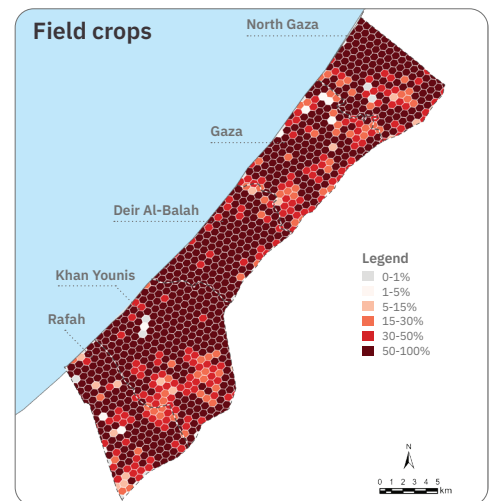 Field crops
North Gaza
Gaza
Deir Al-Balah
Khan Younis
Rafah
Legend
0-1%
1-5%
5-15%
15-30%
30-50%
50-100%
N
0 1 2 3 4 5
km